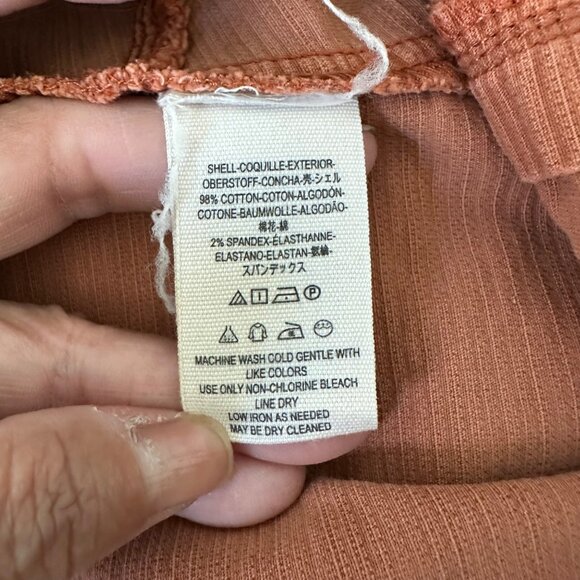 SHELL-COQUILLE-EXTERIOR-
OBERSTOFF-CONCHA-売-シェル
98% COTTON-COTON-ALGODÓN-
COTONE-BAUMWOLLE-ALGODÃO-
棉花-綿
2% SPANDEX-ÉLASTHANNE-
ELASTANO-ELASTAN-氨綸-
スパンデックス
P
MACHINE WASH COLD GENTLE WITH
LIKE COLORS
USE ONLY NON-CHLORINE BLEACH
LINE DRY
LOW IRON AS NEEDED
MAY BE DRY CLEANED